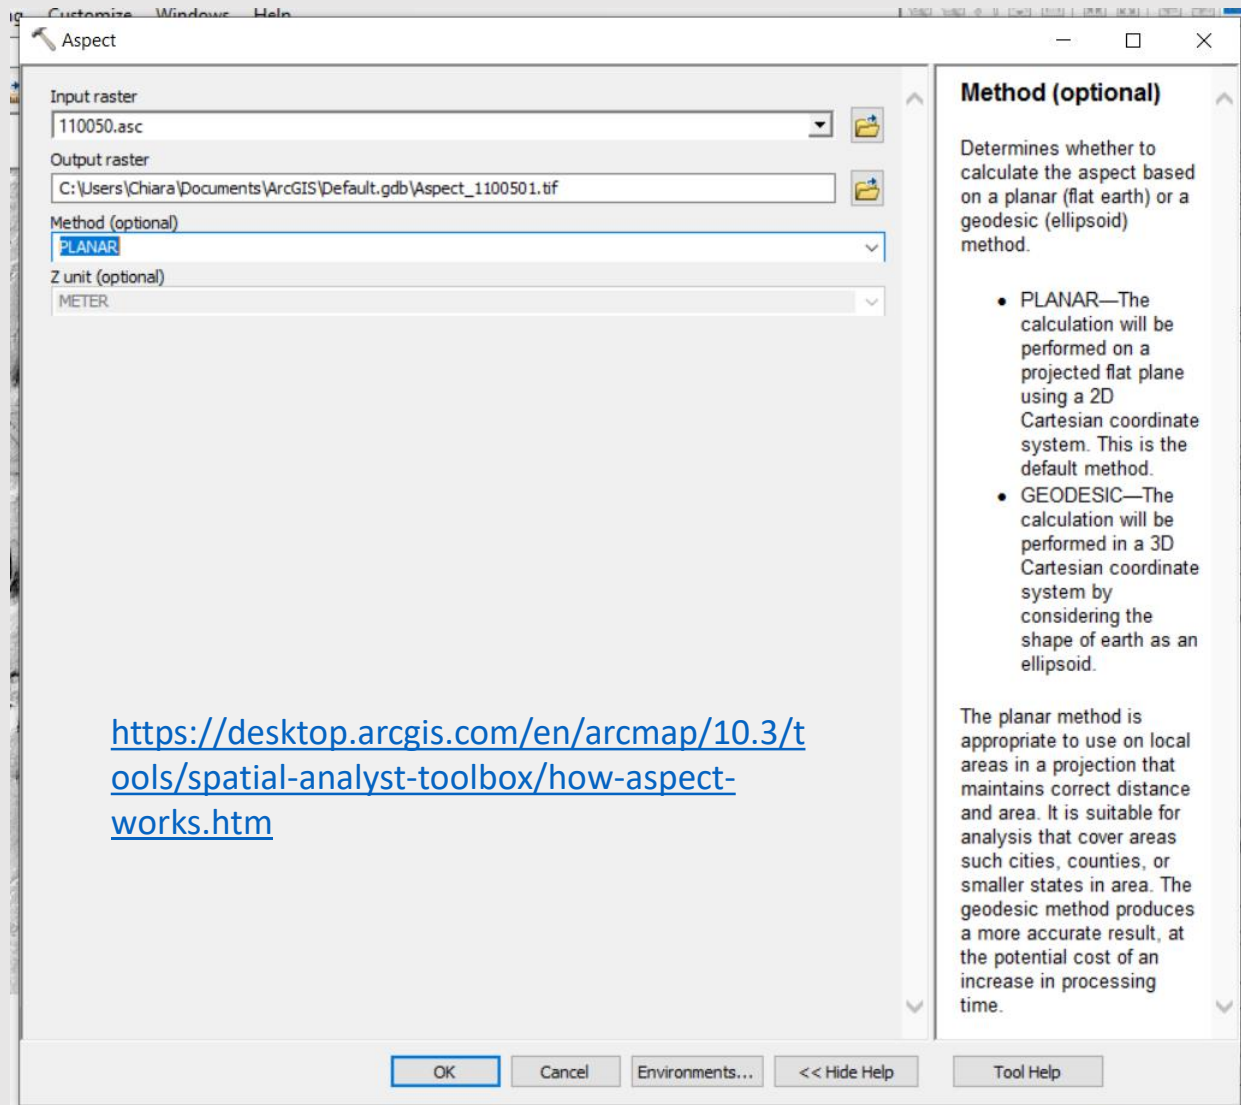 Customize Windows Help
Aspect
Input raster
110050.asc
Output raster
C:\Users\Chiara\Documents\ArcGIS\Default.gdb\Aspect_1100501.tif
Method (optional)
PLANAR
Z unit (optional)
METER
https://desktop.arcgis.com/en/arcmap/10.3/t
ools/spatial-analyst-toolbox/how-aspect-
works.htm
Method (optional)
Determines whether to
calculate the aspect based
on a planar (flat earth) or a
geodesic (ellipsoid)
method.
• PLANAR—The
calculation will be
performed on a
projected flat plane
using a 2D
Cartesian coordinate
system. This is the
default method.
• GEODESIC—The
calculation will be
performed in a 3D
Cartesian coordinate
system by
considering the
shape of earth as an
ellipsoid.
The planar method is
appropriate to use on local
areas in a projection that
maintains correct distance
and area. It is suitable for
analysis that cover areas
such cities, counties, or
smaller states in area. The
geodesic method produces
a more accurate result, at
the potential cost of an
increase in processing
time.
OK Cancel Environments... << Hide Help Tool Help